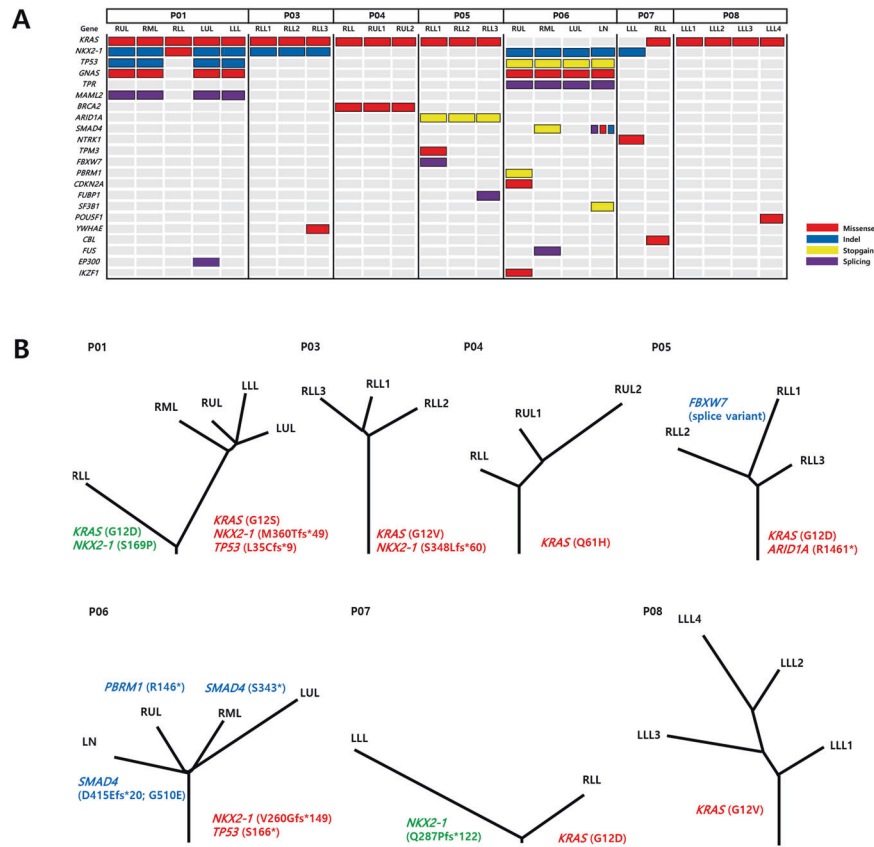 A
P01 P03 P04 P05 P06 P07 P08
Gene RUL RML RLL LUL LLL RLL1 RLL2 RLL3 RLL RUL1 RUL2 RLL1 RLL2 RLL3 RUL RML LUL LN LLL RLL LLL1 LLL2 LLL3 LLL4
KRAS
NKX2-1
TP53
GNAS
TPR
MAML2
BRCA2
ARID1A
SMAD4
NTRK1
TPM3
FBXW7
PBRM1
CDKN2A
FUBP1
SF3B1
POU5F1
YWHAE
CBL
FUS
EP300
IKZF1
Missense
Indel
Stopgain
Splicing
B
P01
RLL
RML
RUL
LLL
LUL
KRAS (G12D)
NKX2-1 (S169P)
KRAS (G12S)
NKX2-1 (M360Tfs*49)
TP53 (L35Cfs*9)
P03
RLL3
RLL1
RLL2
KRAS (G12V)
NKX2-1 (S348Lfs*60)
P04
RLL
RUL1
RUL2
KRAS (Q61H)
P05
FBXW7
(splice variant)
RLL1
RLL2
RLL3
KRAS (G12D)
ARID1A (R1461*)
P06
PBRM1 (R146*)
SMAD4 (S343*)
RUL
RML
LUL
LN
SMAD4
(D415Efs*20; G510E)
NKX2-1 (V260Gfs*149)
TP53 (S166*)
P07
LLL
RLL
NKX2-1
(Q287Pfs*122)
KRAS (G12D)
P08
LLL4
LLL2
LLL3
LLL1
KRAS (G12V)